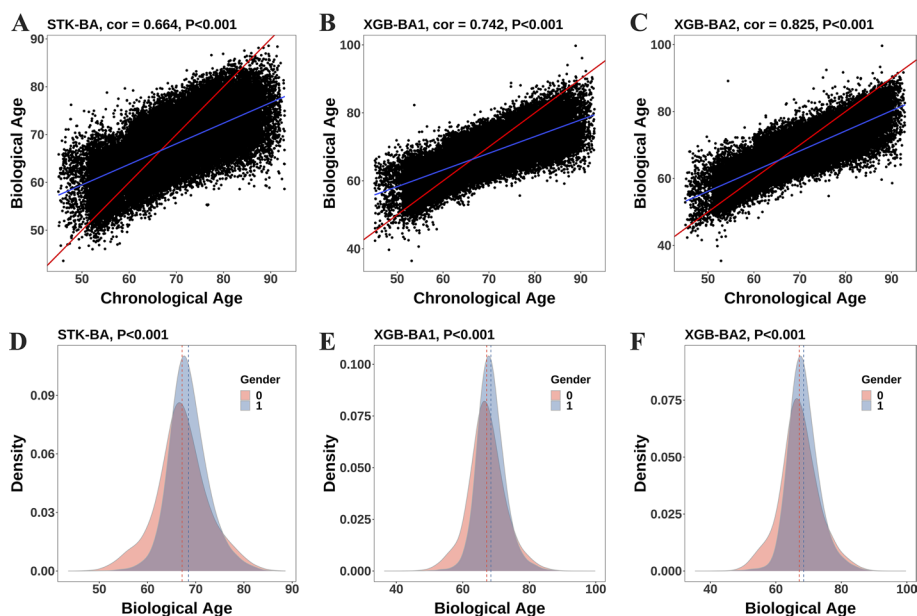 A STK-BA, cor = 0.664, P<0.001
90
80
70
60
50
Biological Age
50 60 70 80 90
Chronological Age
B XGB-BA1, cor = 0.742, P<0.001
100
80
60
40
Biological Age
50 60 70 80 90
Chronological Age
C XGB-BA2, cor = 0.825, P<0.001
100
80
60
40
Biological Age
50 60 70 80 90
Chronological Age
D STK-BA, P<0.001
0.09
0.06
0.03
0.00
Density
Gender
0
1
50 60 70 80 90
Biological Age
E XGB-BA1, P<0.001
0.100
0.075
0.050
0.025
0.000
Density
Gender
0
1
40 60 80 100
Biological Age
F XGB-BA2, P<0.001
0.075
0.050
0.025
0.000
Density
Gender
0
1
40 60 80 100
Biological Age